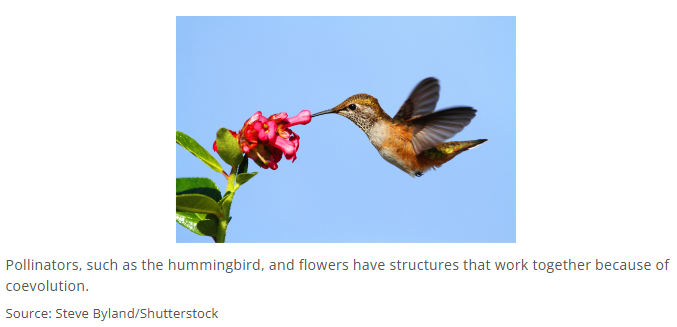 Pollinators, such as the hummingbird, and flowers have structures that work together because of
coevolution.
Source: Steve Byland/Shutterstock